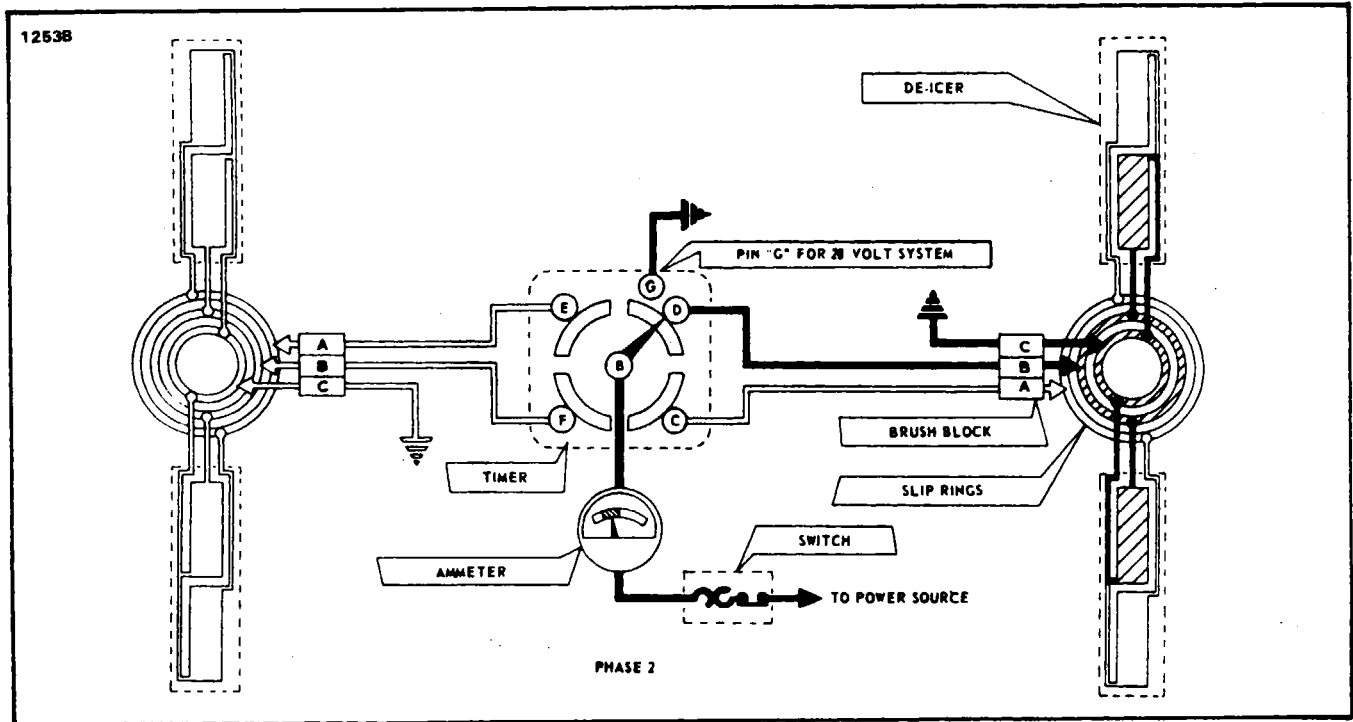 1253B
DE-ICER
PIN "G" FOR 28 VOLT SYSTEM
G
E
D
A
B
C
B
C
B
A
F
C
BRUSH BLOCK
TIMER
SLIP RINGS
SWITCH
AMMETER
TO POWER SOURCE
PHASE 2